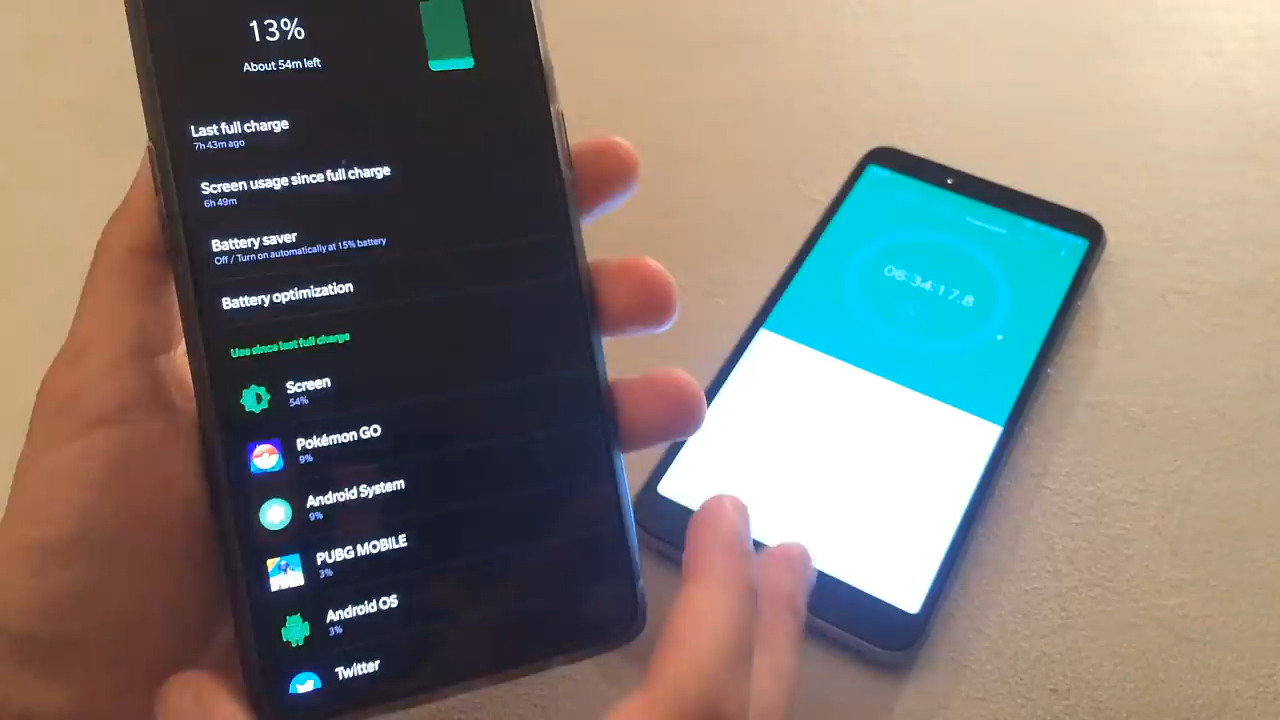 13%
About 54m left
Last full charge
7h 43m ago
Screen usage since full charge
6h 49m
Battery saver
Off / Turn on automatically at 15% battery
Battery optimization
Use since last full charge
Screen
54%
Pokémon GO
9%
Android System
9%
PUBG MOBILE
3%
Android OS
3%
Twitter
06:34:17.8